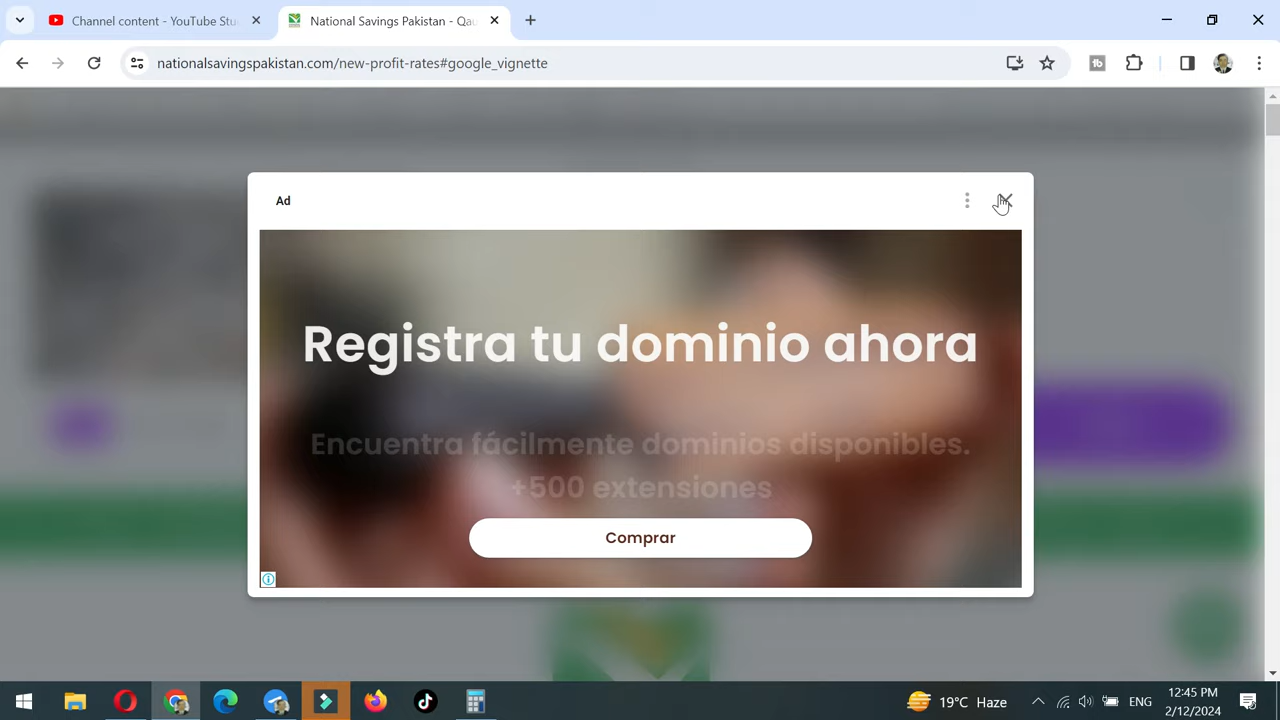 Channel content - YouTube Stu
National Savings Pakistan - Qau
nationalsavingspakistan.com/new-profit-rates#google_vignette
Ad
Registra tu dominio ahora
Encuentra fácilmente dominios disponibles.
+500 extensiones
Comprar
19°C Haze
ENG
12:45 PM
2/12/2024